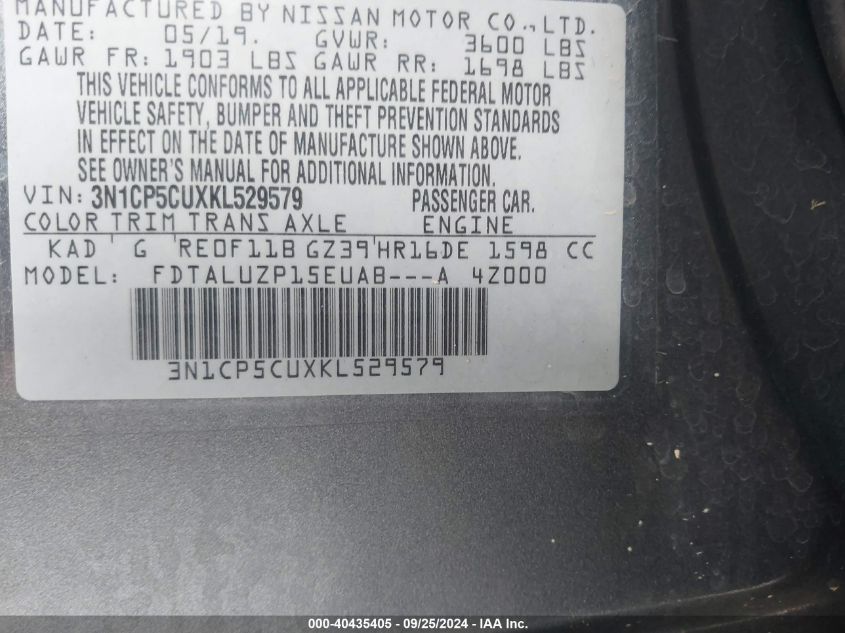 MANUFACTURED BY NISSAN MOTOR CO., LTD.
DATE: 05/19. GVWR: 3600 LBS
GAWR FR: 1903 LBS GAWR RR: 1698 LBS
THIS VEHICLE CONFORMS TO ALL APPLICABLE FEDERAL MOTOR
VEHICLE SAFETY, BUMPER AND THEFT PREVENTION STANDARDS
IN EFFECT ON THE DATE OF MANUFACTURE SHOWN ABOVE.
SEE OWNER'S MANUAL FOR ADDITIONAL INFORMATION.
VIN: 3N1CP5CUXKL529579 PASSENGER CAR.
COLOR TRIM TRANS AXLE ENGINE
KAD G RE0F11B GZ39 HR16DE 1598 CC
MODEL: FDTALUZP15EUAB---A 4Z000
3N1CP5CUXKL529579
000-40435405 - 09/25/2024 - IAA Inc.